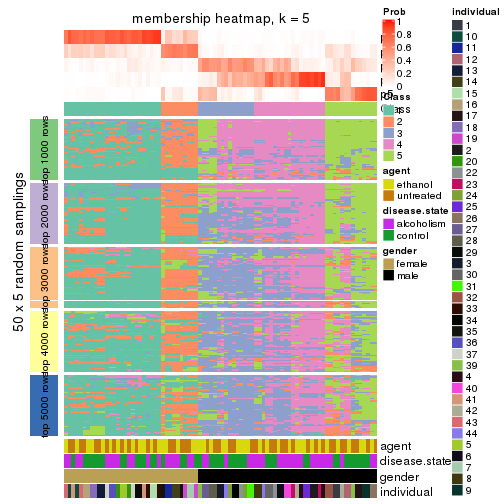 membership heatmap, k = 5
Prob
1
0.8
0.6
0.4
0.2
0
Class
1
2
3
4
5
agent
ethanol
untreated
disease.state
alcoholism
control
gender
female
male
individual
1
10
11
12
13
14
15
16
17
18
19
2
20
22
23
24
25
26
27
28
29
3
30
31
32
33
34
35
36
37
39
4
40
41
42
43
44
5
6
7
8
9
50 x 5 random samplings
top 1000 rows
top 2000 rows
top 3000 rows
top 4000 rows
top 5000 rows
agent
disease.state
gender
individual